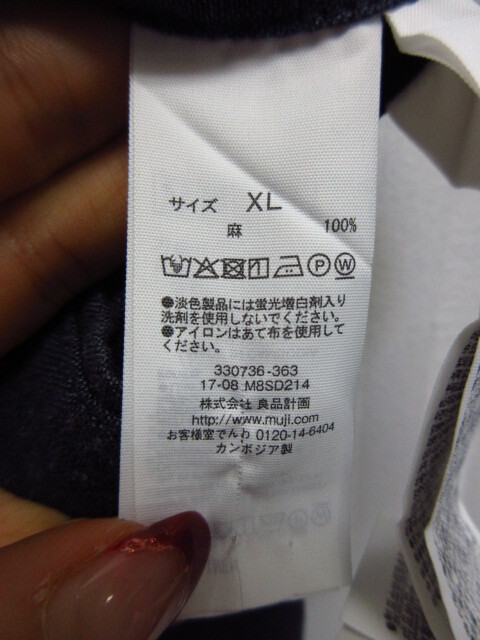 サイズ XL
麻 100%
●淡色製品には蛍光増白剤入り
洗剤を使用しないでください。
●アイロンはあて布を使用して
ください。
330736-363
17-08 M8SD214
株式会社 良品計画
http://www.muji.com
お客様室でんわ 0120-14-6404
カンボジア製